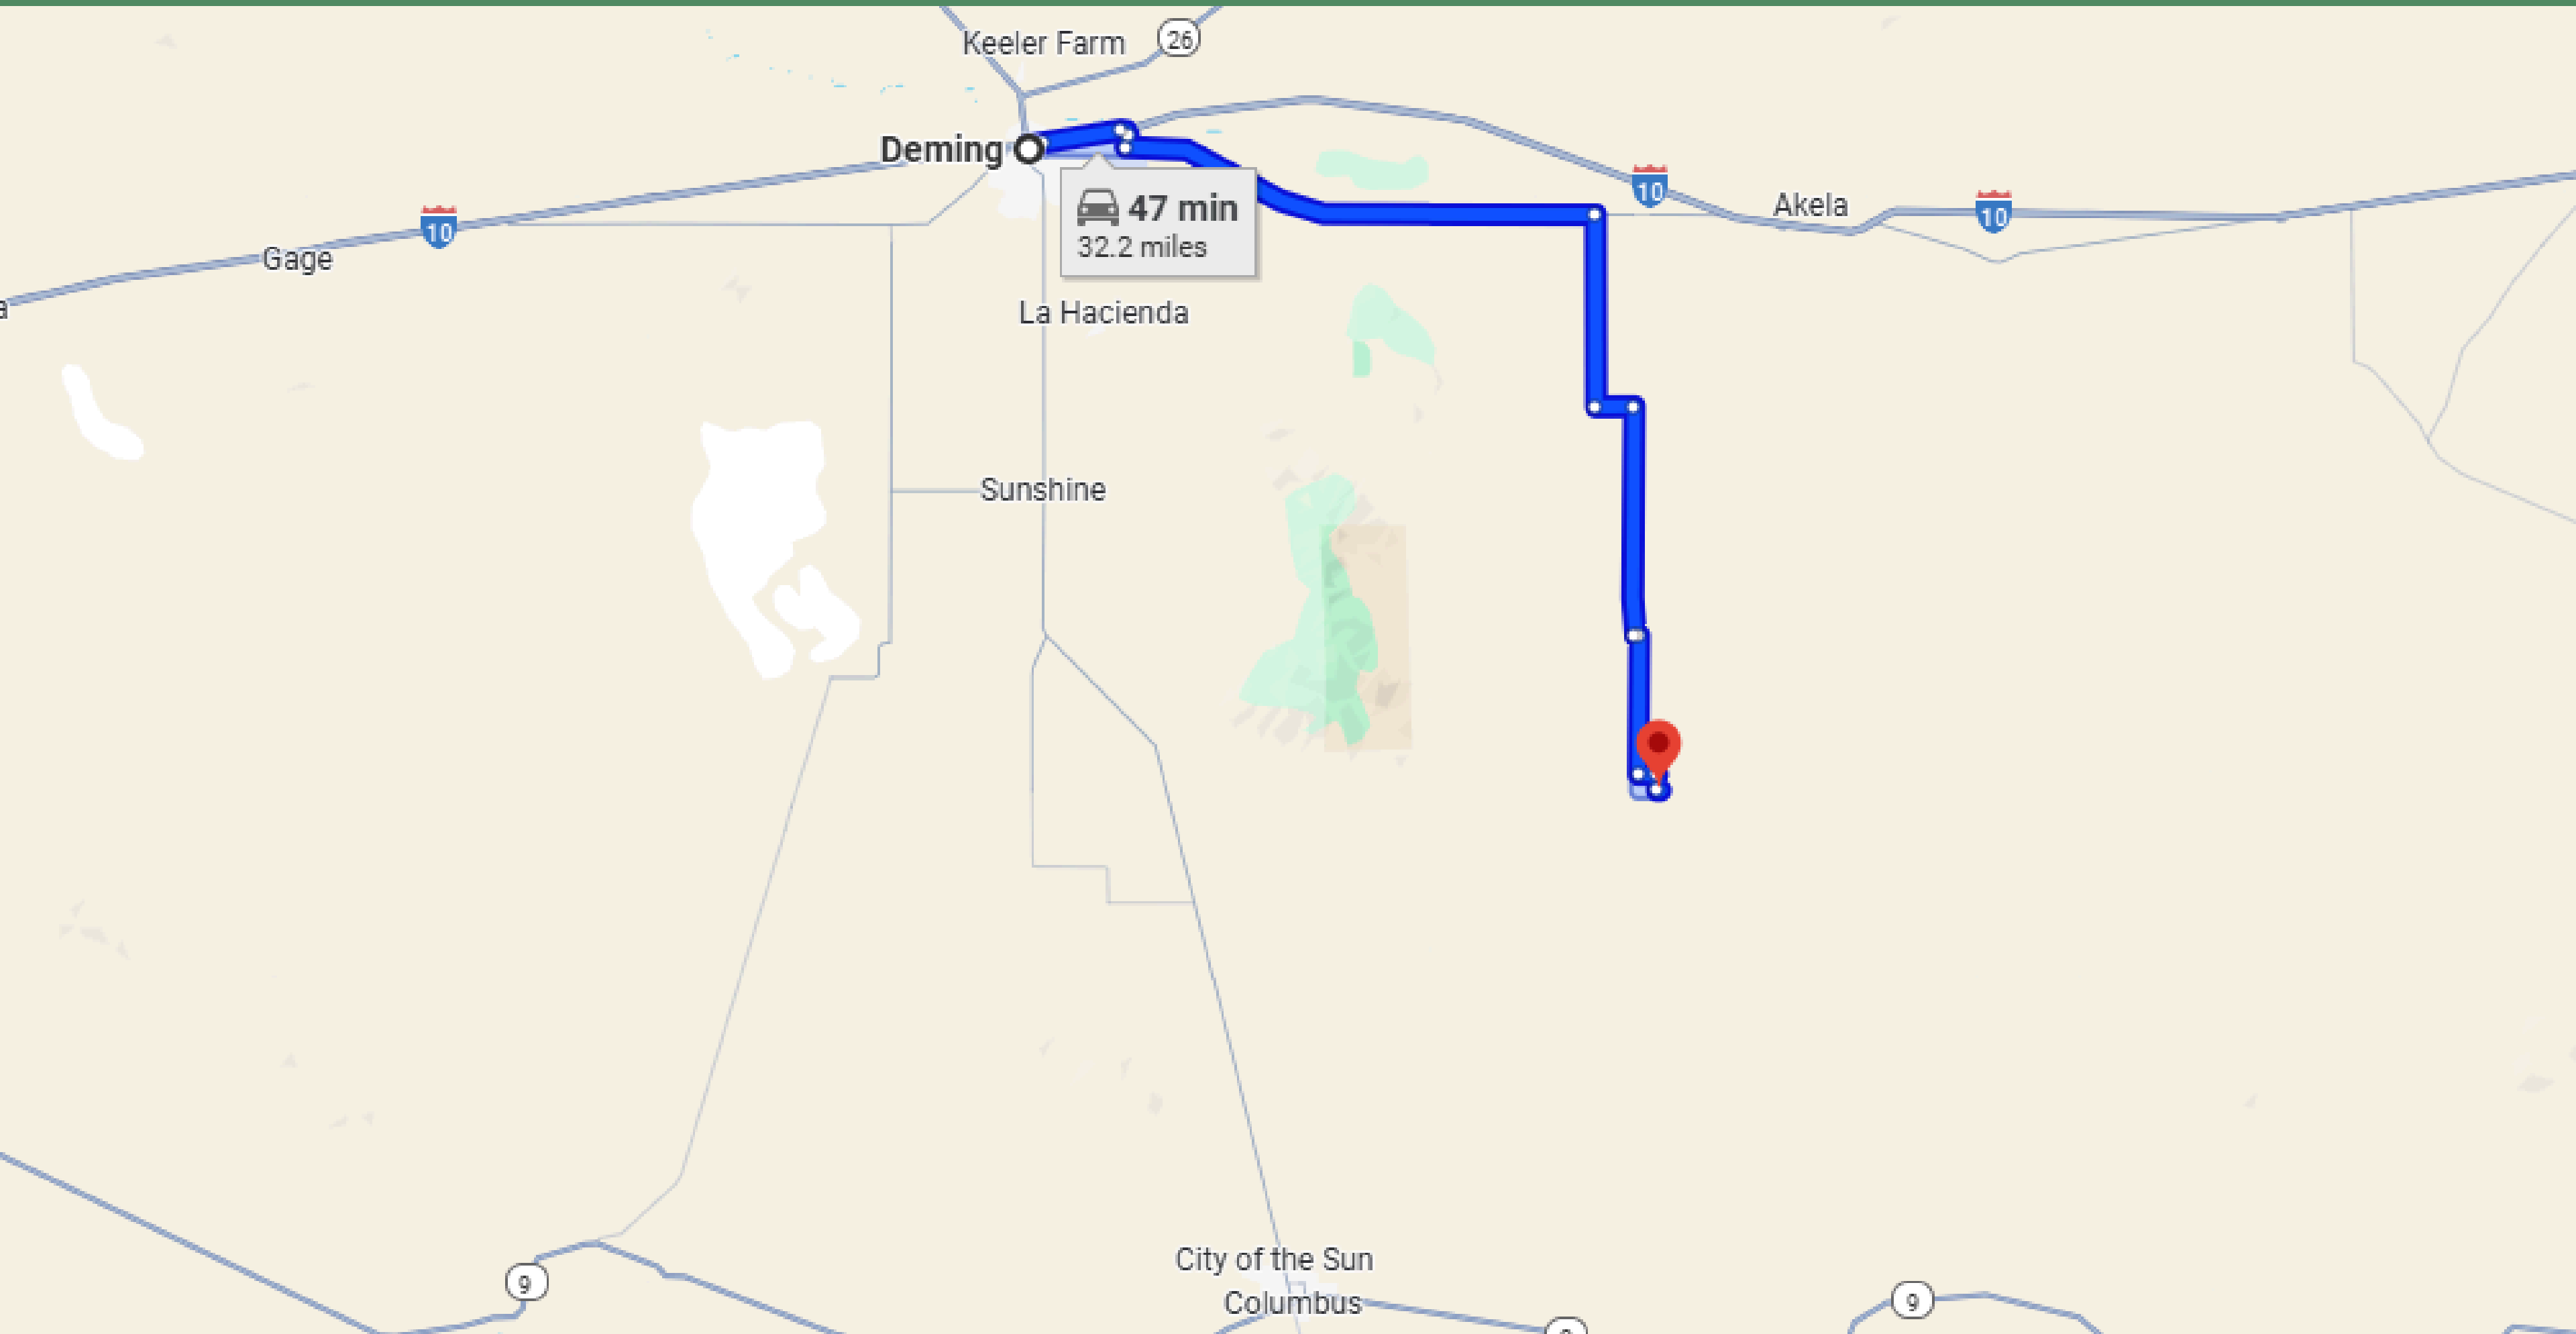 Keeler Farm
26
Deming
10
47 min
32.2 miles
Akela
10
10
Gage
La Hacienda
Sunshine
City of the Sun
Columbus
9
9